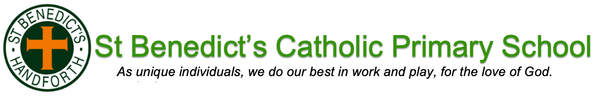 ST BENEDICT'S
HANDFORTH
St Benedict's Catholic Primary School
As unique individuals, we do our best in work and play, for the love of God.